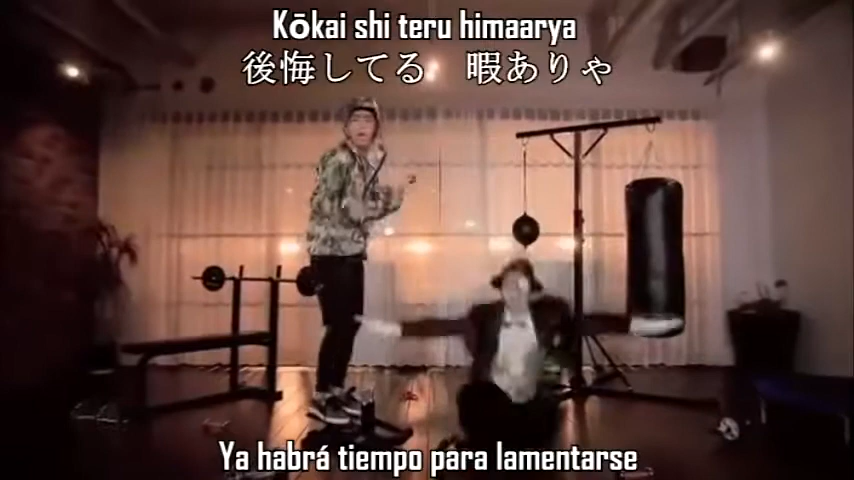 Kōkai shi teru himaarya
後悔してる 暇ありゃ
Ya habrá tiempo para lamentarse